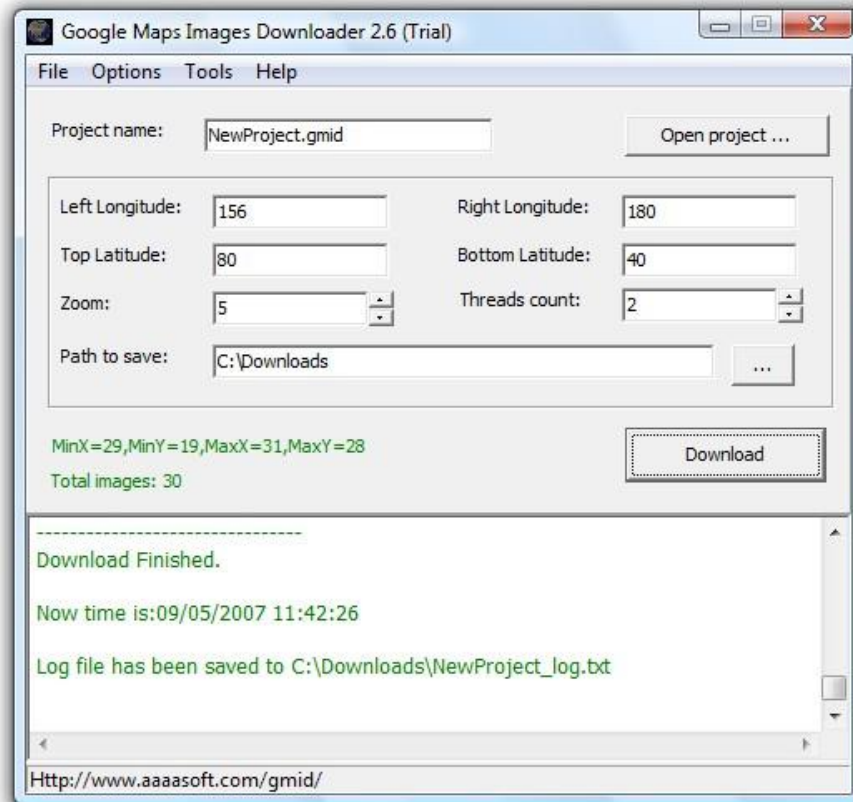 Google Maps Images Downloader 2.6 (Trial)
File Options Tools Help
Project name: NewProject.gmid Open project ...
Left Longitude: 156 Right Longitude: 180
Top Latitude: 80 Bottom Latitude: 40
Zoom: 5 Threads count: 2
Path to save: C:\Downloads ...
MinX=29,MinY=19,MaxX=31,MaxY=28
Download
Total images: 30
--------------------------------
Download Finished.
Now time is:09/05/2007 11:42:26
Log file has been saved to C:\Downloads\NewProject_log.txt
Http://www.aaaasoft.com/gmid/